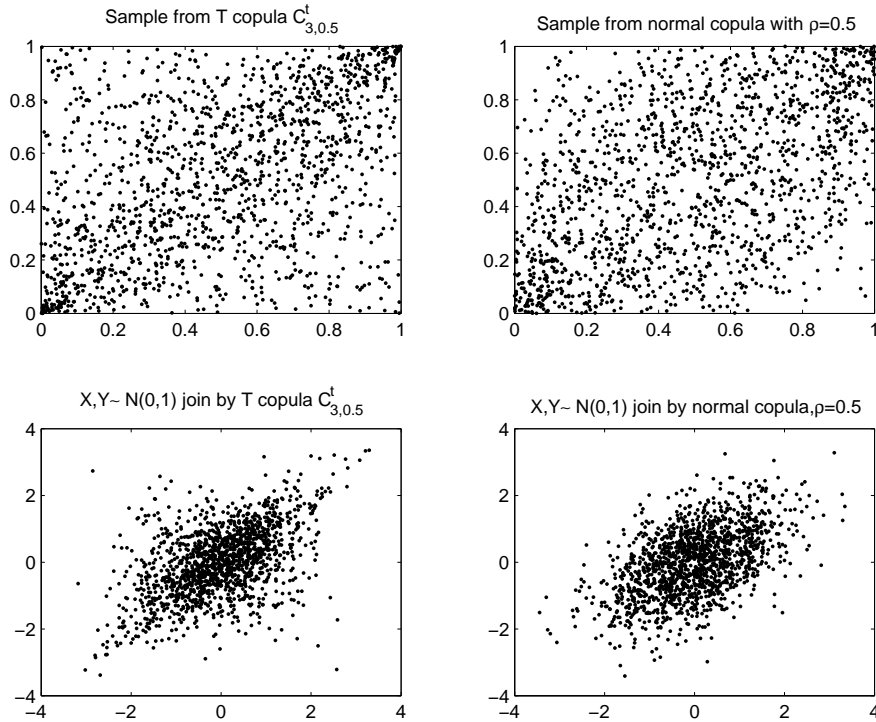 Sample from T copula C^t_{3,0.5}
1
0.8
0.6
0.4
0.2
0
0 0.2 0.4 0.6 0.8 1
Sample from normal copula with ρ=0.5
1
0.8
0.6
0.4
0.2
0
0 0.2 0.4 0.6 0.8 1
X,Y~ N(0,1) join by T copula C^t_{3,0.5}
4
2
0
−2
−4
−4 −2 0 2 4
X,Y~ N(0,1) join by normal copula,ρ=0.5
4
2
0
−2
−4
−4 −2 0 2 4